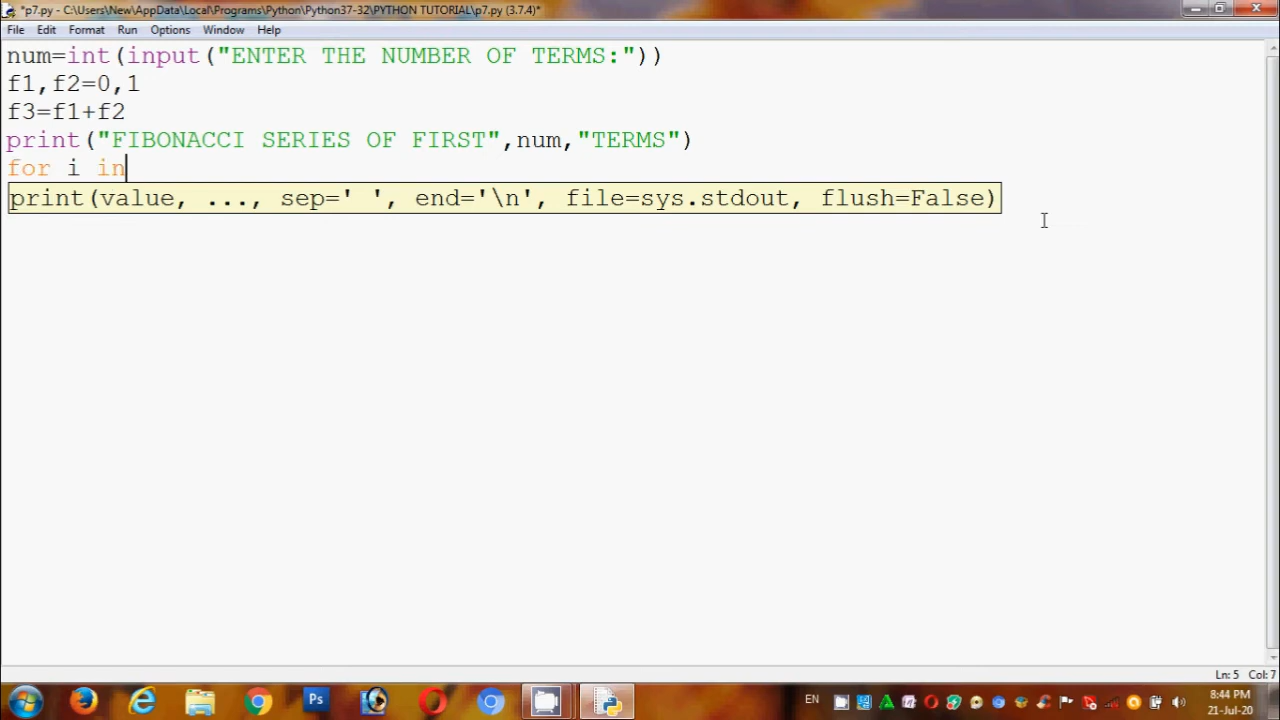 *p7.py - C:\Users\New\AppData\Local\Programs\Python\Python37-32\PYTHON TUTORIAL\p7.py (3.7.4)*
File Edit Format Run Options Window Help
num=int(input("ENTER THE NUMBER OF TERMS:"))
f1,f2=0,1
f3=f1+f2
print("FIBONACCI SERIES OF FIRST",num,"TERMS")
for i in
print(value, ..., sep=' ', end='\n', file=sys.stdout, flush=False)
Ln: 5 Col: 7
Ps
EN
8:44 PM
21-Jul-20